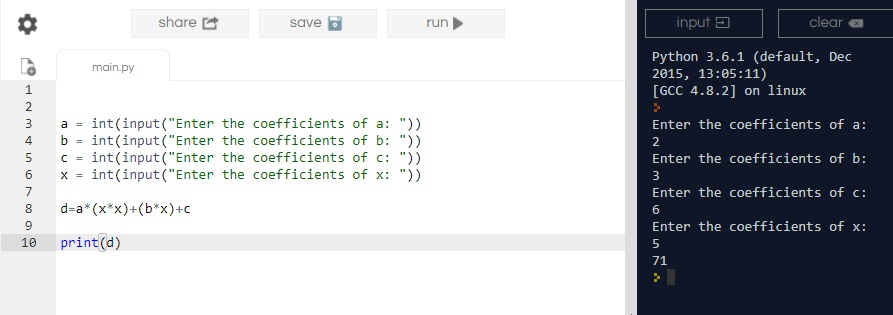 share save run
main.py
1
2
3 a = int(input("Enter the coefficients of a: "))
4 b = int(input("Enter the coefficients of b: "))
5 c = int(input("Enter the coefficients of c: "))
6 x = int(input("Enter the coefficients of x: "))
7
8 d=a*(x*x)+(b*x)+c
9
10 print(d)
input clear
Python 3.6.1 (default, Dec
2015, 13:05:11)
[GCC 4.8.2] on linux
Enter the coefficients of a:
2
Enter the coefficients of b:
3
Enter the coefficients of c:
6
Enter the coefficients of x:
5
71